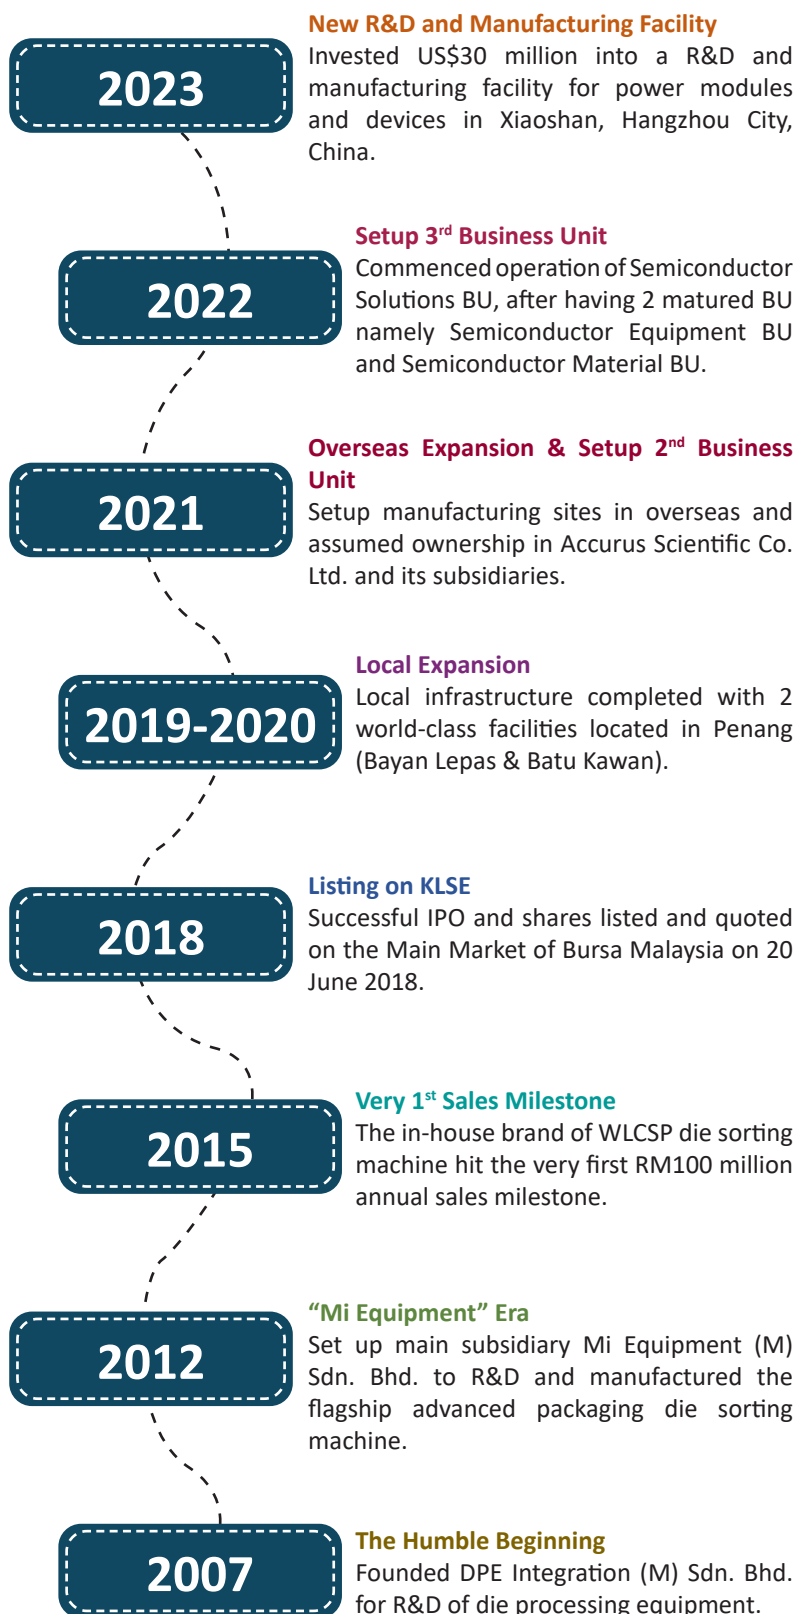 New R&D and Manufacturing Facility
2023
Invested US$30 million into a R&D and
manufacturing facility for power modules
and devices in Xiaoshan, Hangzhou City,
China.
Setup 3rd Business Unit
2022
Commenced operation of Semiconductor
Solutions BU, after having 2 matured BU
namely Semiconductor Equipment BU
and Semiconductor Material BU.
Overseas Expansion & Setup 2nd Business
Unit
2021
Setup manufacturing sites in overseas and
assumed ownership in Accurus Scientific Co.
Ltd. and its subsidiaries.
Local Expansion
2019-2020
Local infrastructure completed with 2
world-class facilities located in Penang
(Bayan Lepas & Batu Kawan).
Listing on KLSE
2018
Successful IPO and shares listed and quoted
on the Main Market of Bursa Malaysia on 20
June 2018.
Very 1st Sales Milestone
2015
The in-house brand of WLCSP die sorting
machine hit the very first RM100 million
annual sales milestone.
“Mi Equipment” Era
2012
Set up main subsidiary Mi Equipment (M)
Sdn. Bhd. to R&D and manufactured the
flagship advanced packaging die sorting
machine.
The Humble Beginning
2007
Founded DPE Integration (M) Sdn. Bhd.
for R&D of die processing equipment.